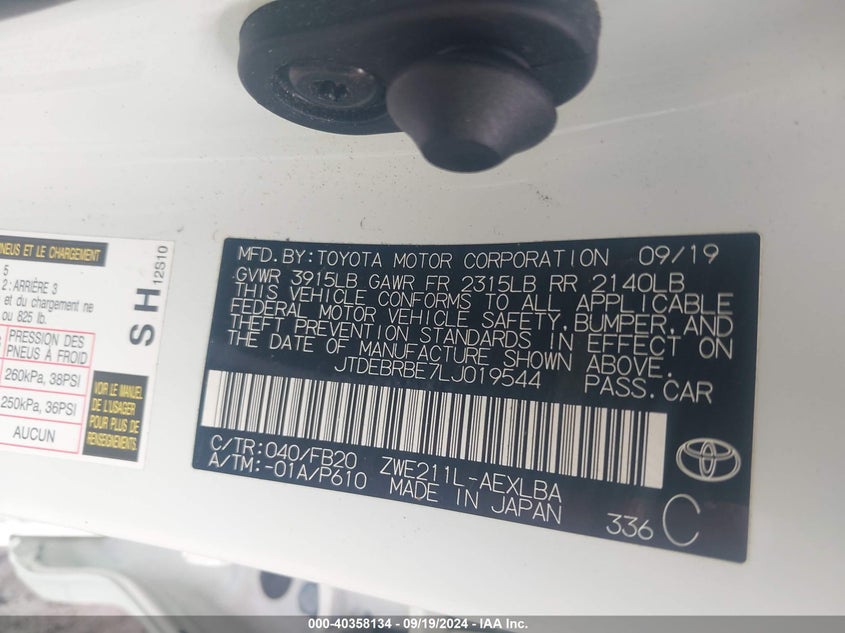 PNEUS ET LE CHARGEMENT
5
2 : ARRIÈRE 3
et du chargement ne
ou 825 lb.
PRESSION DES
PNEUS À FROID
260kPa, 38PSI
250kPa, 36PSI
AUCUN
SH
12S10
VOIR LE MANUEL
DE L'USAGER
POUR PLUS DE
RENSEIGNEMENTS
MFD.BY:TOYOTA MOTOR CORPORATION 09/19
GVWR 3915LB GAWR FR 2315LB RR 2140LB
THIS VEHICLE CONFORMS TO ALL APPLICABLE
FEDERAL MOTOR VEHICLE SAFETY, BUMPER, AND
THEFT PREVENTION STANDARDS IN EFFECT ON
THE DATE OF MANUFACTURE SHOWN ABOVE.
JTDEBRBE7LJ019544 PASS.CAR
C/TR:040/FB20 ZWE211L-AEXLBA
A/TM:-01A/P610 MADE IN JAPAN
336 C
000-40358134 - 09/19/2024 - IAA Inc.